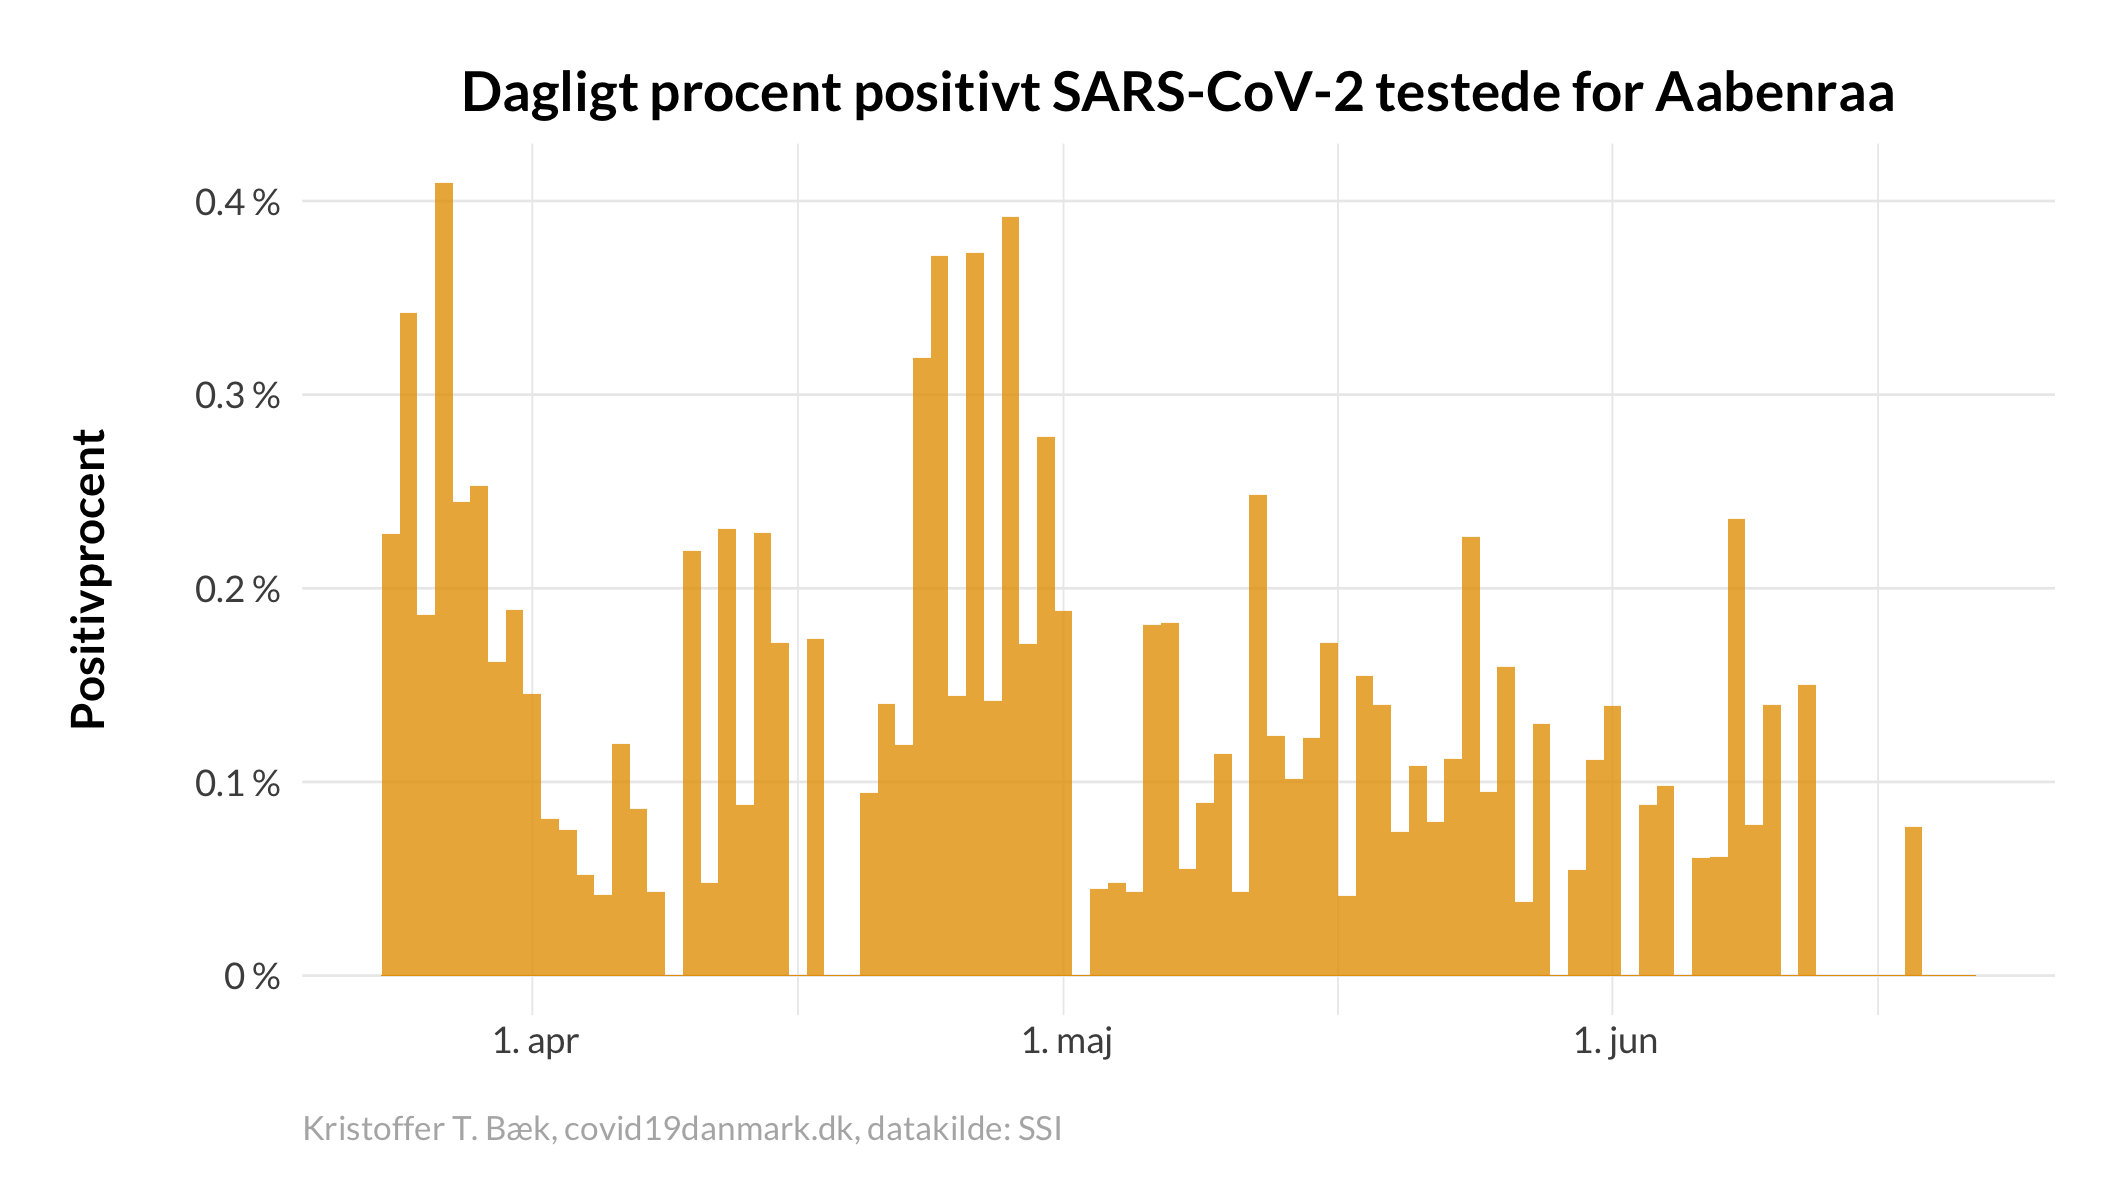 Dagligt procent positivt SARS-CoV-2 testede for Aabenraa
Positivprocent
0.4 %
0.3 %
0.2 %
0.1 %
0 %
1. apr
1. maj
1. jun
Kristoffer T. Bæk, covid19danmark.dk, datakilde: SSI